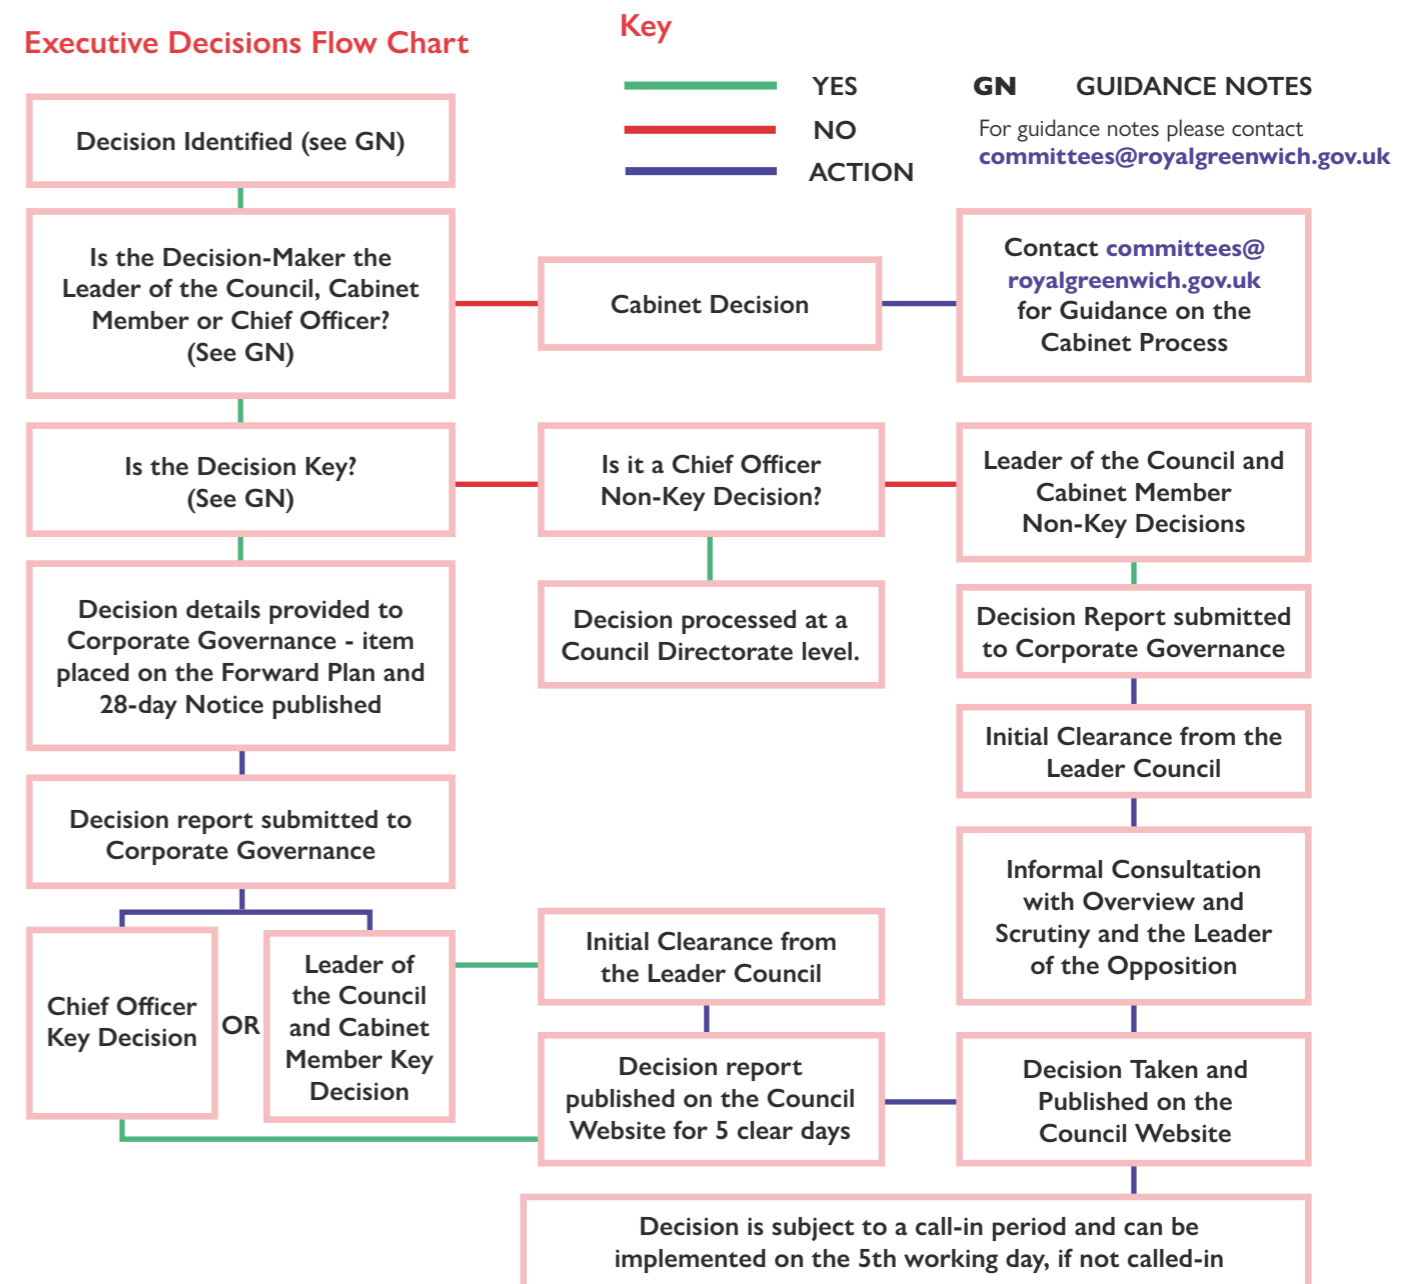 Executive Decisions Flow Chart
Key
YES
NO
ACTION
GN GUIDANCE NOTES
For guidance notes please contact
committees@royalgreenwich.gov.uk
Decision Identified (see GN)
Is the Decision-Maker the
Leader of the Council, Cabinet
Member or Chief Officer?
(See GN)
Cabinet Decision
Contact committees@
royalgreenwich.gov.uk
for Guidance on the
Cabinet Process
Is the Decision Key?
(See GN)
Is it a Chief Officer
Non-Key Decision?
Leader of the Council and
Cabinet Member
Non-Key Decisions
Decision details provided to
Corporate Governance - item
placed on the Forward Plan and
28-day Notice published
Decision processed at a
Council Directorate level.
Decision Report submitted
to Corporate Governance
Initial Clearance from the
Leader Council
Decision report submitted to
Corporate Governance
Informal Consultation
with Overview and
Scrutiny and the Leader
of the Opposition
Chief Officer
Key Decision
OR
Leader of
the Council
and Cabinet
Member Key
Decision
Initial Clearance from
the Leader Council
Decision report
published on the Council
Website for 5 clear days
Decision Taken and
Published on the
Council Website
Decision is subject to a call-in period and can be
implemented on the 5th working day, if not called-in